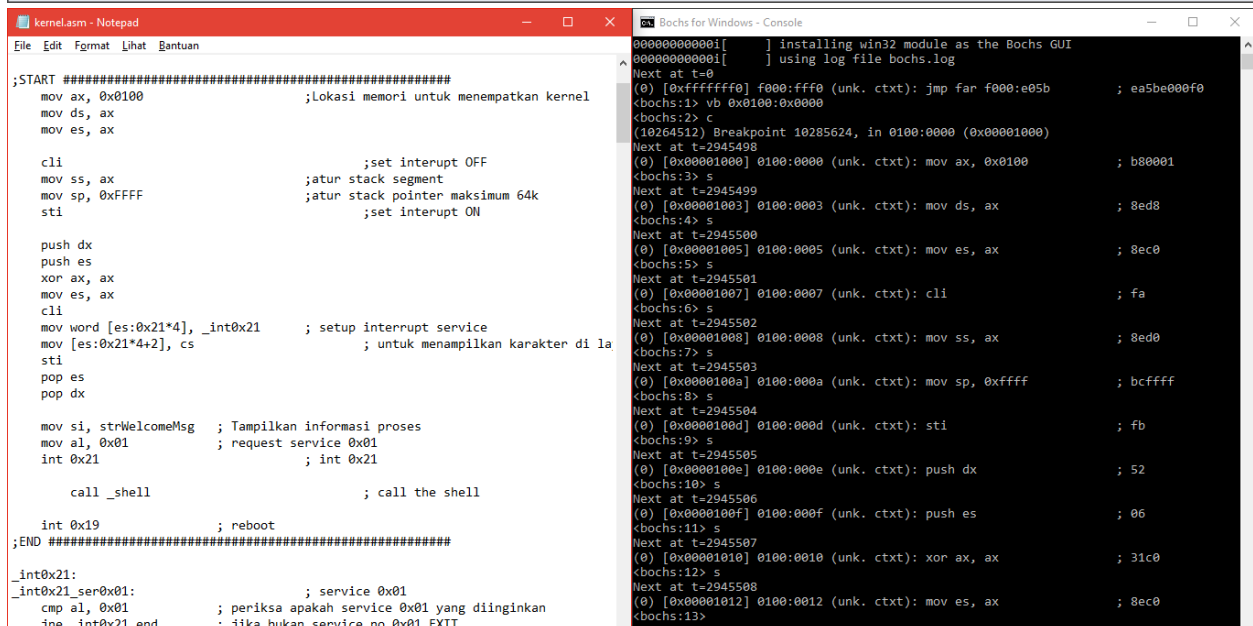 kernel.asm - Notepad
File Edit Format Lihat Bantuan
;START #####################################################
mov ax, 0x0100 ;Lokasi memori untuk menempatkan kernel
mov ds, ax
mov es, ax
cli ;set interupt OFF
mov ss, ax ;atur stack segment
mov sp, 0xFFFF ;atur stack pointer maksimum 64k
sti ;set interupt ON
push dx
push es
xor ax, ax
mov es, ax
cli
mov word [es:0x21*4], _int0x21 ; setup interrupt service
mov [es:0x21*4+2], cs ; untuk menampilkan karakter di la
sti
pop es
pop dx
mov si, strWelcomeMsg ; Tampilkan informasi proses
mov al, 0x01 ; request service 0x01
int 0x21 ; int 0x21
call _shell ; call the shell
int 0x19 ; reboot
;END #######################################################
_int0x21:
_int0x21_ser0x01: ; service 0x01
cmp al, 0x01 ; periksa apakah service 0x01 yang diinginkan
jne _int0x21_end ; jika bukan service no 0x01 EXIT
Bochs for Windows - Console
00000000000i[ ] installing win32 module as the Bochs GUI
00000000000i[ ] using log file bochs.log
Next at t=0
(0) [0xfffffff0] f000:fff0 (unk. ctxt): jmp far f000:e05b ; ea5be000f0
<bochs:1> vb 0x0100:0x0000
<bochs:2> c
(10264512) Breakpoint 10285624, in 0100:0000 (0x00001000)
Next at t=2945498
(0) [0x00001000] 0100:0000 (unk. ctxt): mov ax, 0x0100 ; b80001
<bochs:3> s
Next at t=2945499
(0) [0x00001003] 0100:0003 (unk. ctxt): mov ds, ax ; 8ed8
<bochs:4> s
Next at t=2945500
(0) [0x00001005] 0100:0005 (unk. ctxt): mov es, ax ; 8ec0
<bochs:5> s
Next at t=2945501
(0) [0x00001007] 0100:0007 (unk. ctxt): cli ; fa
<bochs:6> s
Next at t=2945502
(0) [0x00001008] 0100:0008 (unk. ctxt): mov ss, ax ; 8ed0
<bochs:7> s
Next at t=2945503
(0) [0x0000100a] 0100:000a (unk. ctxt): mov sp, 0xffff ; bcffff
<bochs:8> s
Next at t=2945504
(0) [0x0000100d] 0100:000d (unk. ctxt): sti ; fb
<bochs:9> s
Next at t=2945505
(0) [0x0000100e] 0100:000e (unk. ctxt): push dx ; 52
<bochs:10> s
Next at t=2945506
(0) [0x0000100f] 0100:000f (unk. ctxt): push es ; 06
<bochs:11> s
Next at t=2945507
(0) [0x00001010] 0100:0010 (unk. ctxt): xor ax, ax ; 31c0
<bochs:12> s
Next at t=2945508
(0) [0x00001012] 0100:0012 (unk. ctxt): mov es, ax ; 8ec0
<bochs:13>